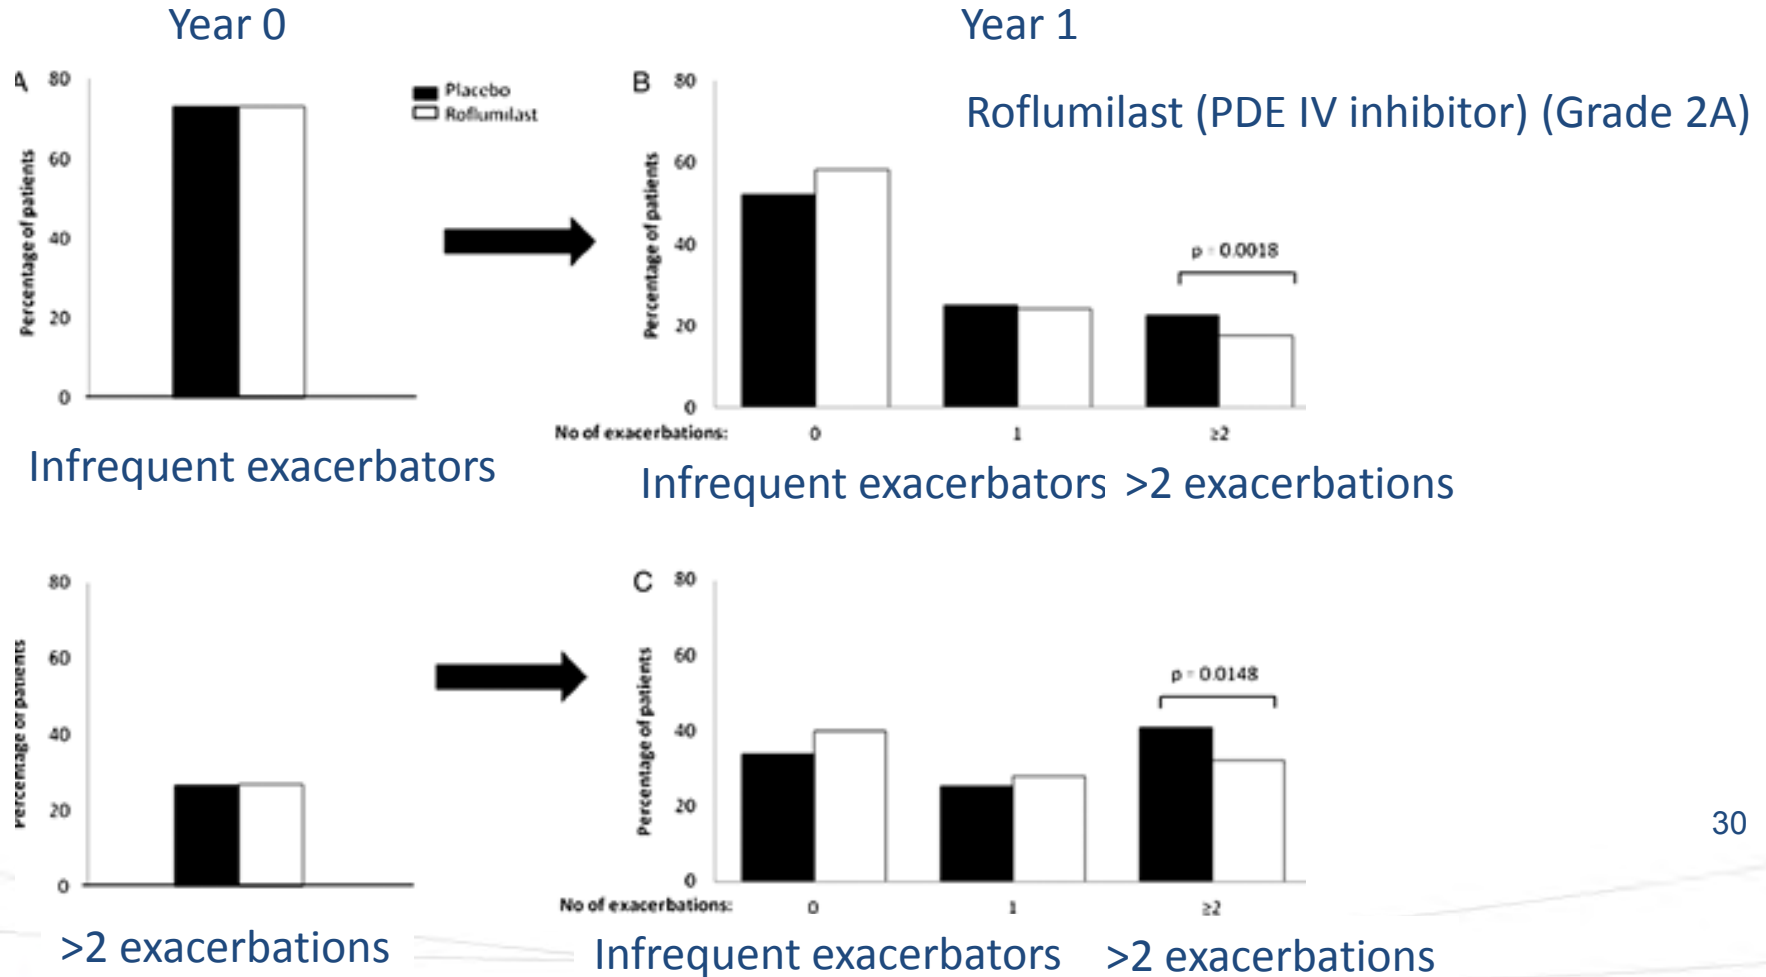 Year 0
Year 1
A
80
60
40
20
0
Percentage of patients
Placebo
Roflumilast
B
80
60
40
20
0
Percentage of patients
Roflumilast (PDE IV inhibitor) (Grade 2A)
p = 0.0018
No of exacerbations: 0 1 ≥2
Infrequent exacerbators
Infrequent exacerbators >2 exacerbations
80
60
40
20
0
Percentage of patients
C
80
60
40
20
0
Percentage of patients
p = 0.0148
30
No of exacerbations: 0 1 ≥2
>2 exacerbations
Infrequent exacerbators >2 exacerbations